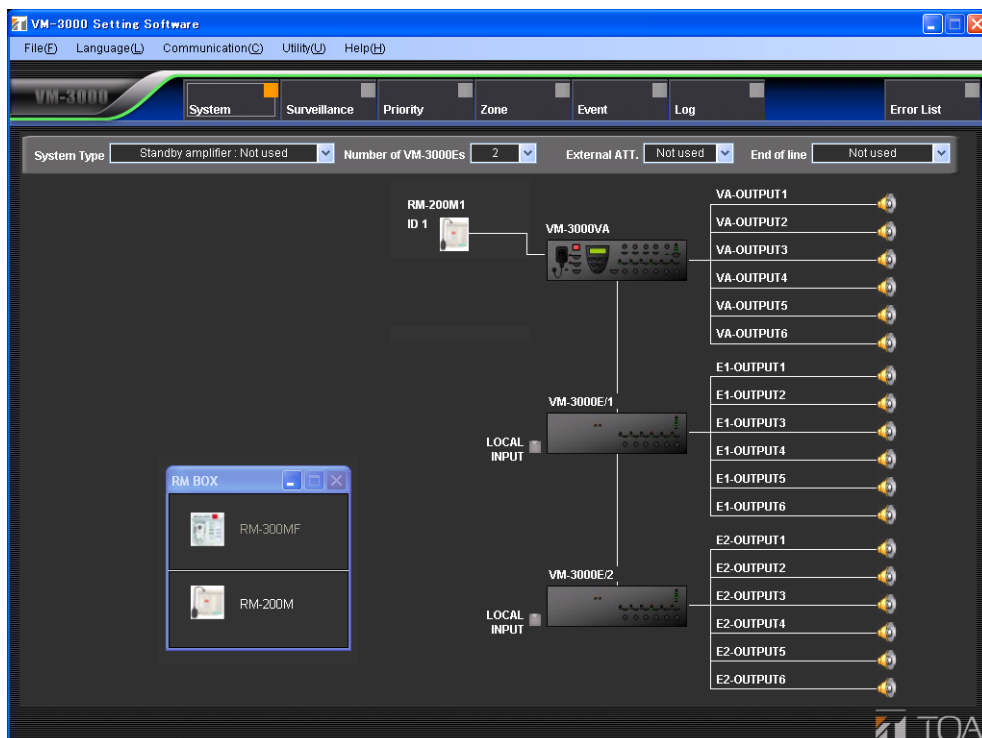 VM-3000 Setting Software
File(F) Language(L) Communication(C) Utility(U) Help(H)
VM-3000
System Surveillance Priority Zone Event Log Error List
System Type Standby amplifier : Not used Number of VM-3000Es 2 External ATT. Not used End of line Not used
RM-200M1
ID 1
VM-3000VA
VA-OUTPUT1
VA-OUTPUT2
VA-OUTPUT3
VA-OUTPUT4
VA-OUTPUT5
VA-OUTPUT6
VM-3000E/1
LOCAL
INPUT
E1-OUTPUT1
E1-OUTPUT2
E1-OUTPUT3
E1-OUTPUT4
E1-OUTPUT5
E1-OUTPUT6
RM BOX
RM-300MF
RM-200M
VM-3000E/2
LOCAL
INPUT
E2-OUTPUT1
E2-OUTPUT2
E2-OUTPUT3
E2-OUTPUT4
E2-OUTPUT5
E2-OUTPUT6
TOA